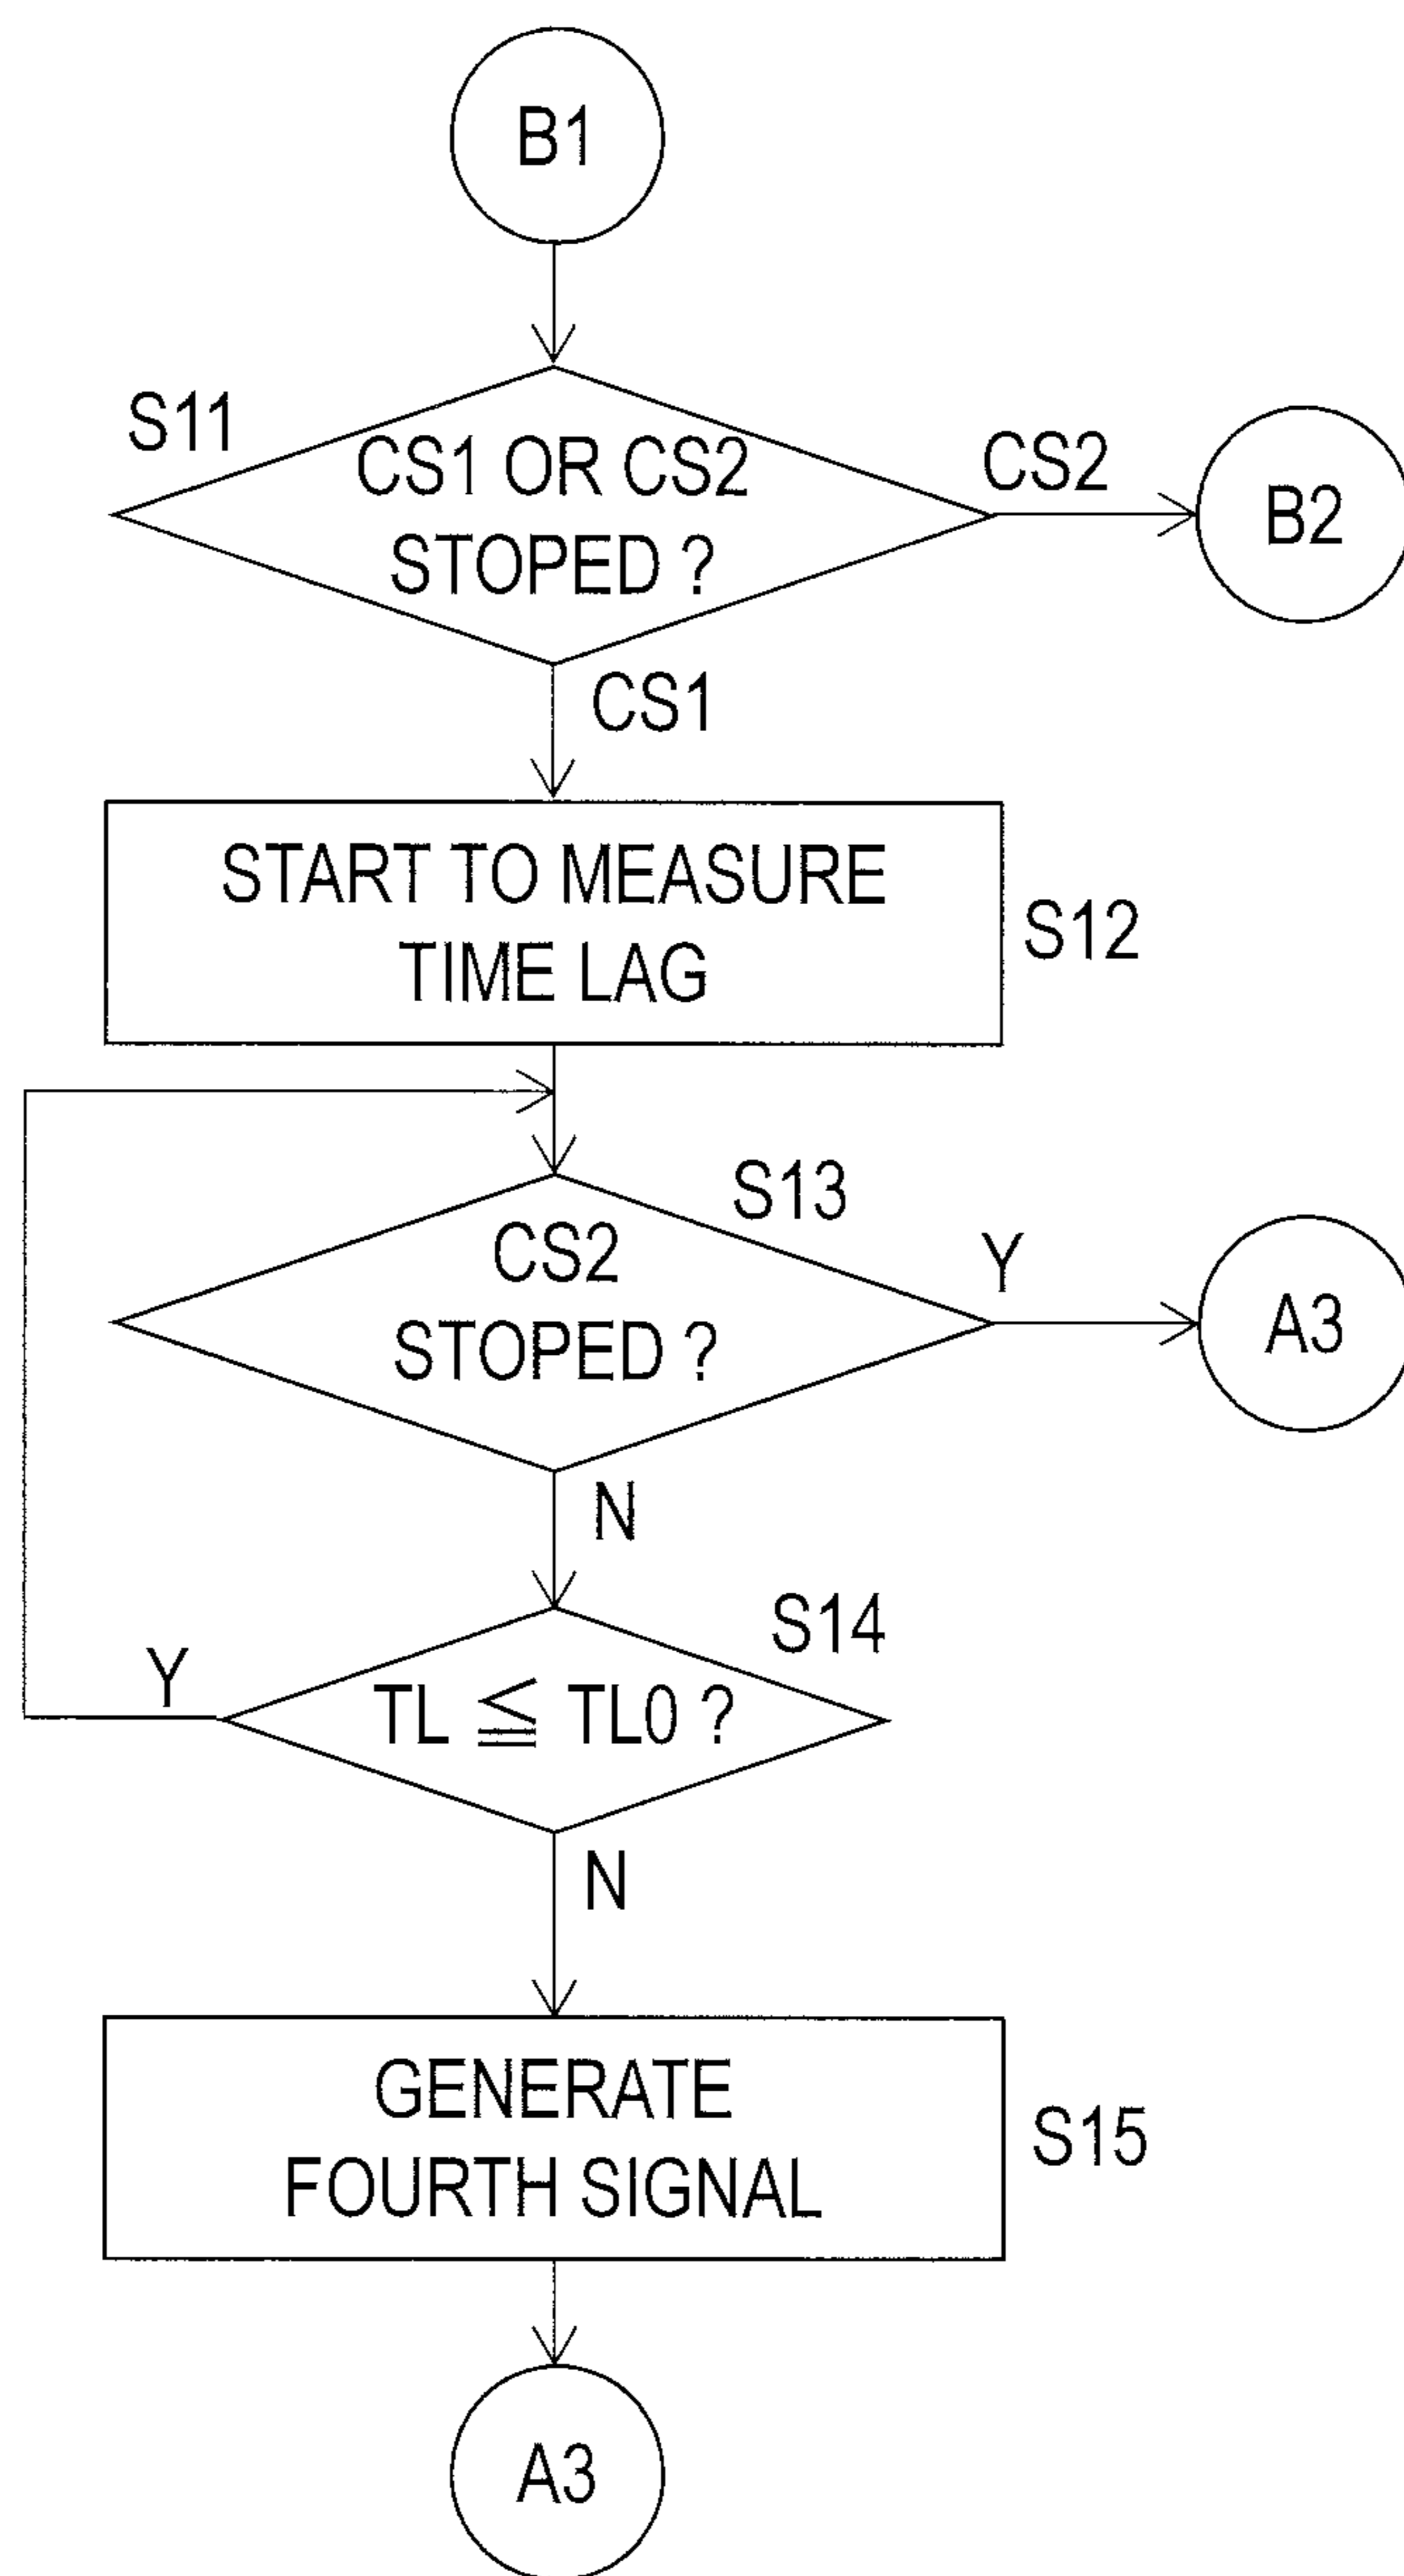 B1
S11
CS1 OR CS2
STOPED ?
CS2
B2
CS1
START TO MEASURE
TIME LAG
S12
S13
CS2
STOPED ?
Y
A3
N
S14
Y
TL ≦ TL0 ?
N
GENERATE
FOURTH SIGNAL
S15
A3